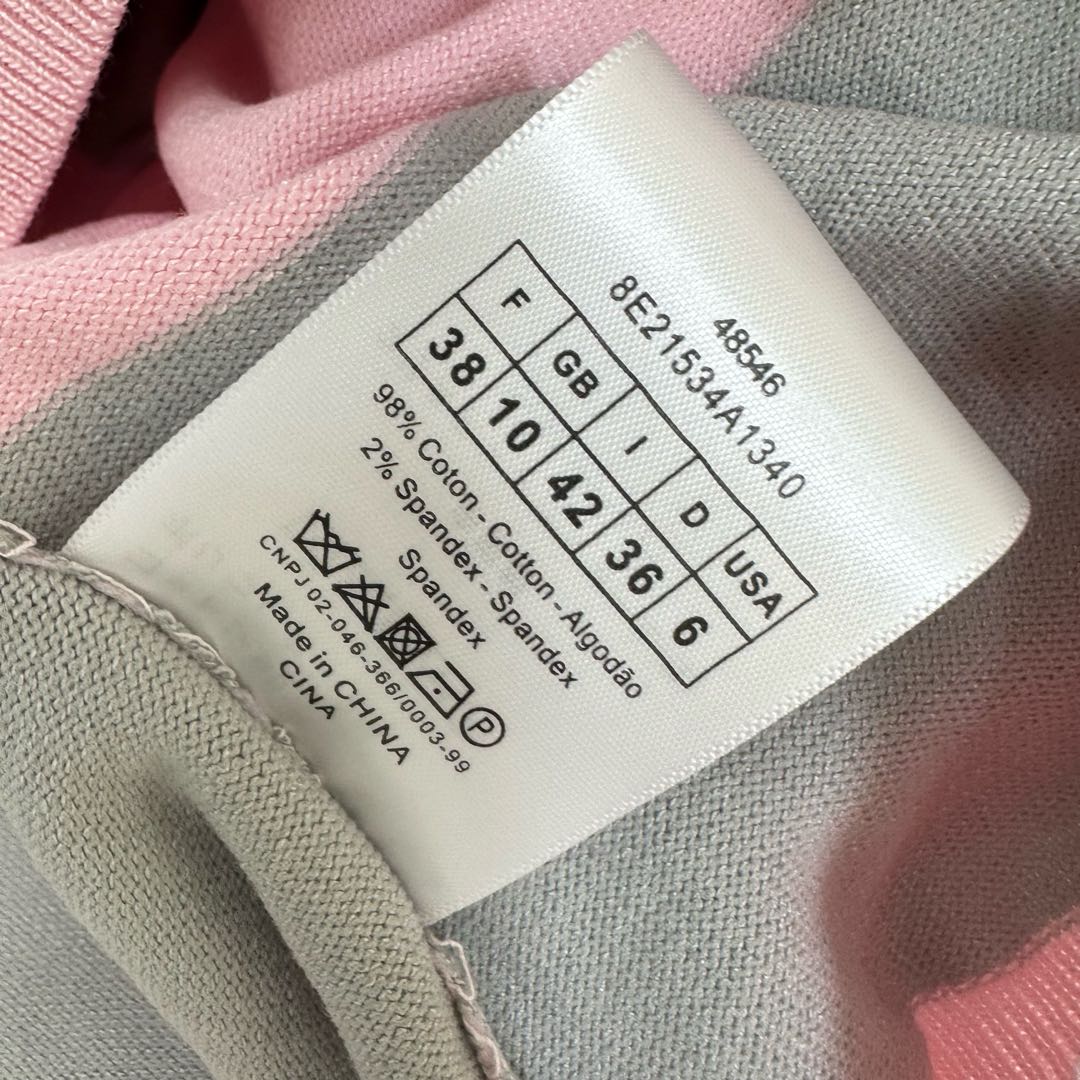 48546
8E21534A1340
F GB I D USA
38 10 42 36 6
98% Coton - Cotton - Algodão
2% Spandex - Spandex
Spandex
P
CNPJ 02-046-366/0003-99
Made in CHINA
CINA